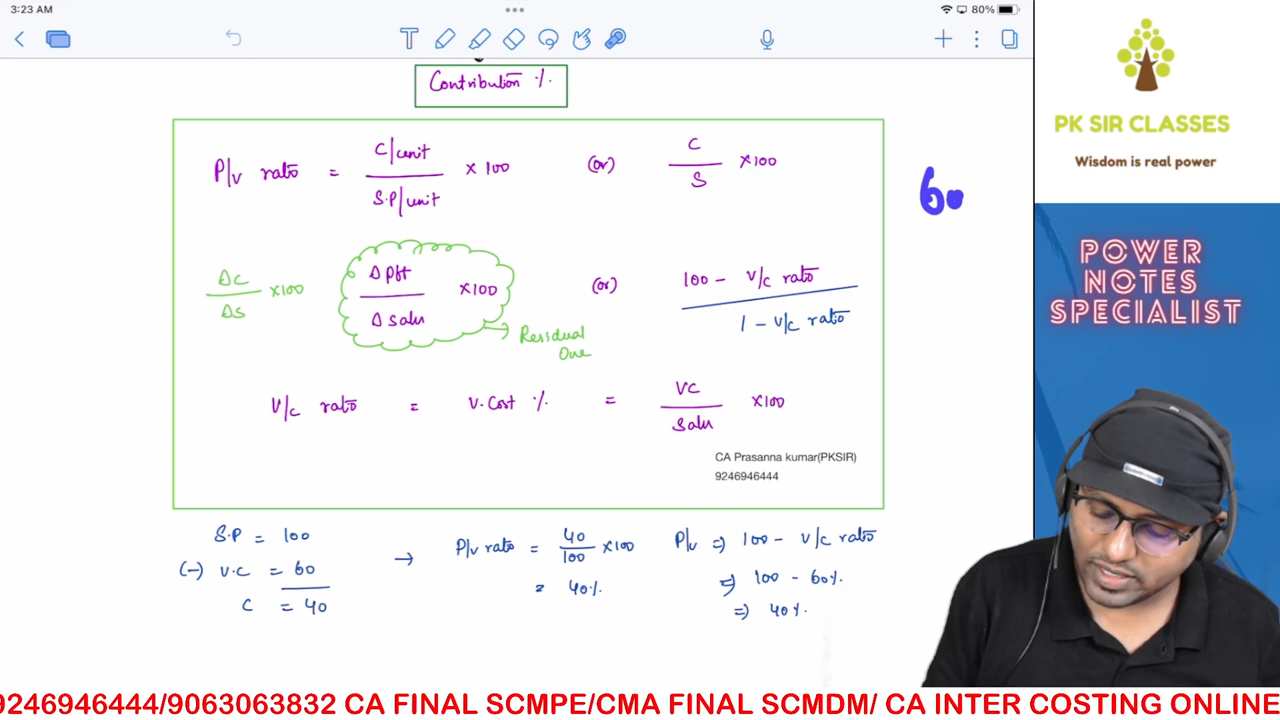 3:23 AM
80%
Contribution %
P/v ratio = C/unit / S.P/unit × 100 (or) C / S × 100
ΔC / ΔS × 100 ΔPft / ΔSales × 100 (or) 100 - V/c ratio / 1 - V/c ratio
Residual One
V/c ratio = V.Cost % = VC / Sales × 100
CA Prasanna kumar(PKSIR)
9246946444
S.P = 100
(-) V.C = 60
C = 40
→ P/v ratio = 40 / 100 × 100
= 40%
P/v ⇒ 100 - V/c ratio
⇒ 100 - 60%
⇒ 40%
60
PK SIR CLASSES
Wisdom is real power
POWER
NOTES
SPECIALIST
9246946444/9063063832 CA FINAL SCMPE/CMA FINAL SCMDM/ CA INTER COSTING ONLINE